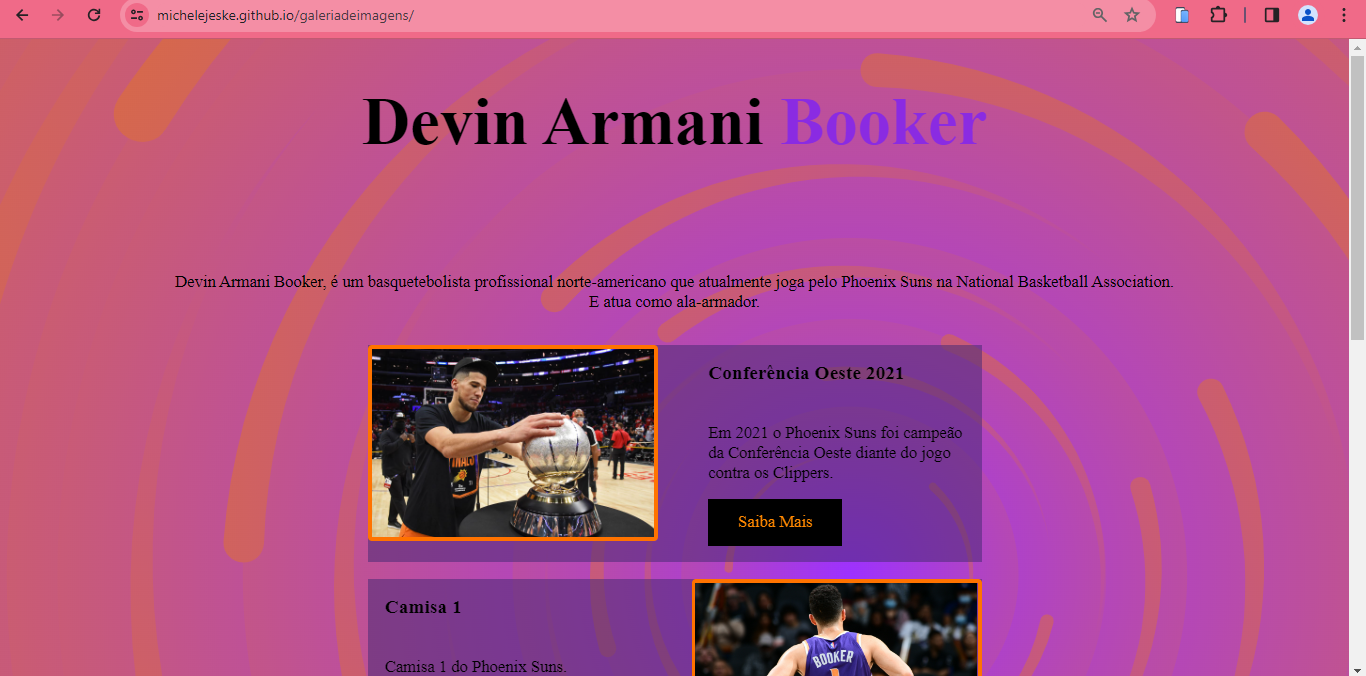 michelejeske.github.io/galeriadeimagens/
Devin Armani Booker
Devin Armani Booker, é um basquetebolista profissional norte-americano que atualmente joga pelo Phoenix Suns na National Basketball Association.
E atua como ala-armador.
Conferência Oeste 2021
Em 2021 o Phoenix Suns foi campeão
da Conferência Oeste diante do jogo
contra os Clippers.
Saiba Mais
Camisa 1
Camisa 1 do Phoenix Suns.
BOOKER